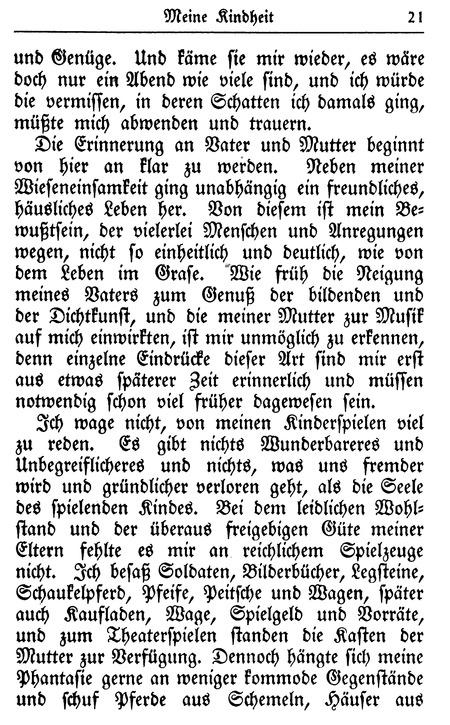 Meine Kindheit 21
und Genüge. Und käme sie mir wieder, es wäre
doch nur ein Abend wie viele sind, und ich würde
die vermissen, in deren Schatten ich damals ging,
müßte mich abwenden und trauern.
Die Erinnerung an Vater und Mutter beginnt
von hier an klar zu werden. Neben meiner
Wieseneinsamkeit ging unabhängig ein freundliches,
häusliches Leben her. Von diesem ist mein Be-
wußtsein, der vielerlei Menschen und Anregungen
wegen, nicht so einheitlich und deutlich, wie von
dem Leben im Grase. Wie früh die Neigung
meines Vaters zum Genuß der bildenden und
der Dichtkunst, und die meiner Mutter zur Musik
auf mich einwirkten, ist mir unmöglich zu erkennen,
denn einzelne Eindrücke dieser Art sind mir erst
aus etwas späterer Zeit erinnerlich und müssen
notwendig schon viel früher dagewesen sein.
Ich wage nicht, von meinen Kinderspielen viel
zu reden. Es gibt nichts Wunderbareres und
Unbegreiflicheres und nichts, was uns fremder
wird und gründlicher verloren geht, als die Seele
des spielenden Kindes. Bei dem leidlichen Wohl-
stand und der überaus freigebigen Güte meiner
Eltern fehlte es mir an reichlichem Spielzeuge
nicht. Ich besaß Soldaten, Bilderbücher, Legsteine,
Schaukelpferd, Pfeife, Peitsche und Wagen, später
auch Kaufladen, Wage, Spielgeld und Vorräte,
und zum Theaterspielen standen die Kasten der
Mutter zur Verfügung. Dennoch hängte sich meine
Phantasie gerne an weniger kommode Gegenstände
und schuf Pferde aus Schemeln, Häuser aus